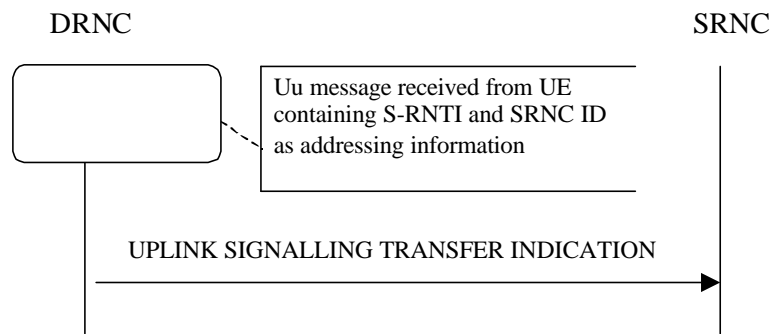 DRNC
SRNC
Uu message received from UE
containing S-RNTI and SRNC ID
as addressing information
UPLINK SIGNALLING TRANSFER INDICATION